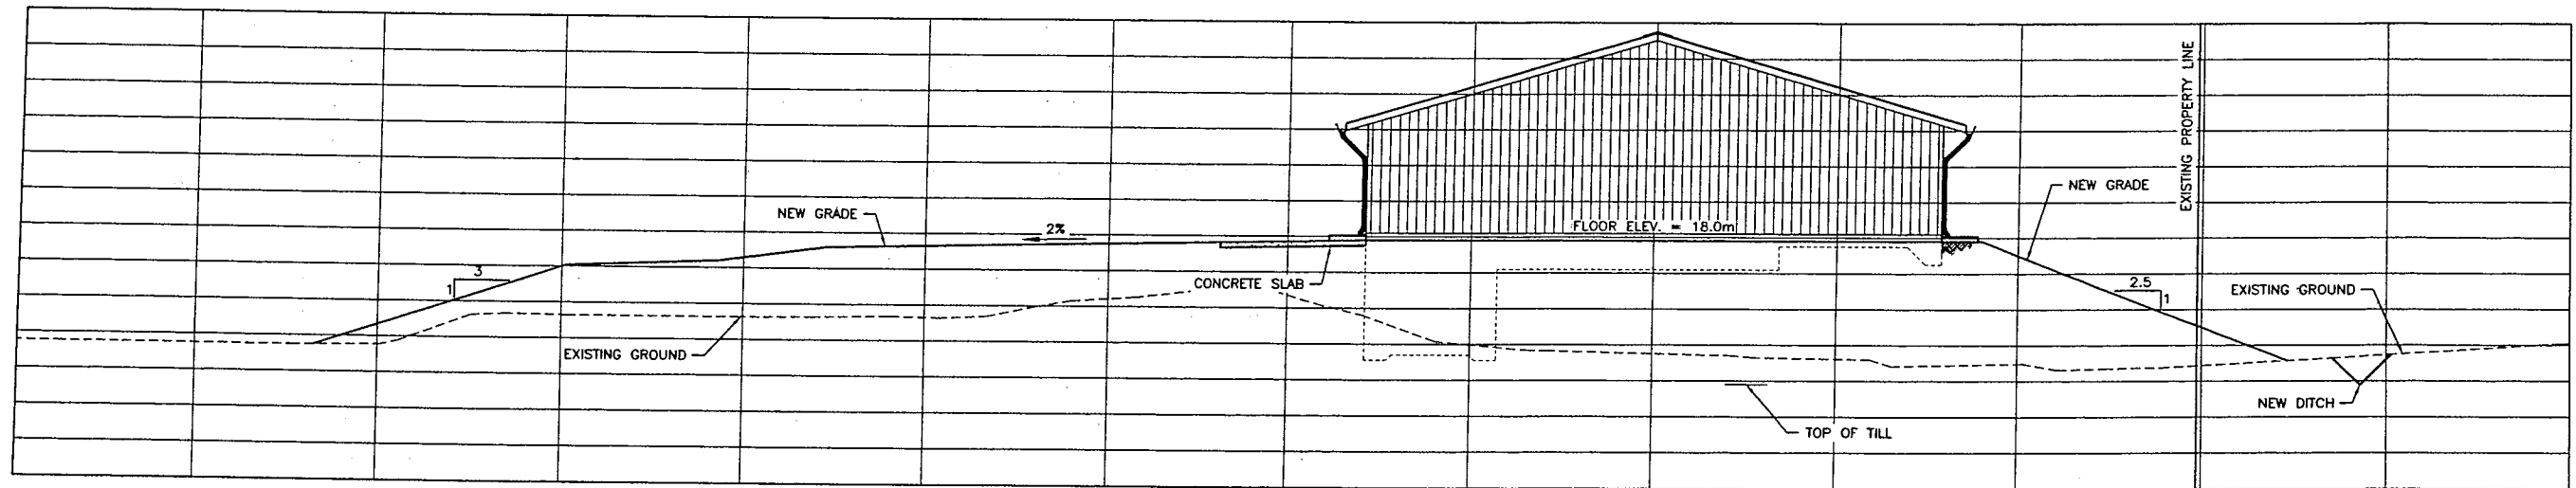 EXISTING PROPERTY LINE
NEW GRADE
NEW GRADE
2%
FLOOR ELEV. = 18.0m
3
1
CONCRETE SLAB
2.5
1
EXISTING GROUND
EXISTING GROUND
NEW DITCH
TOP OF TILL